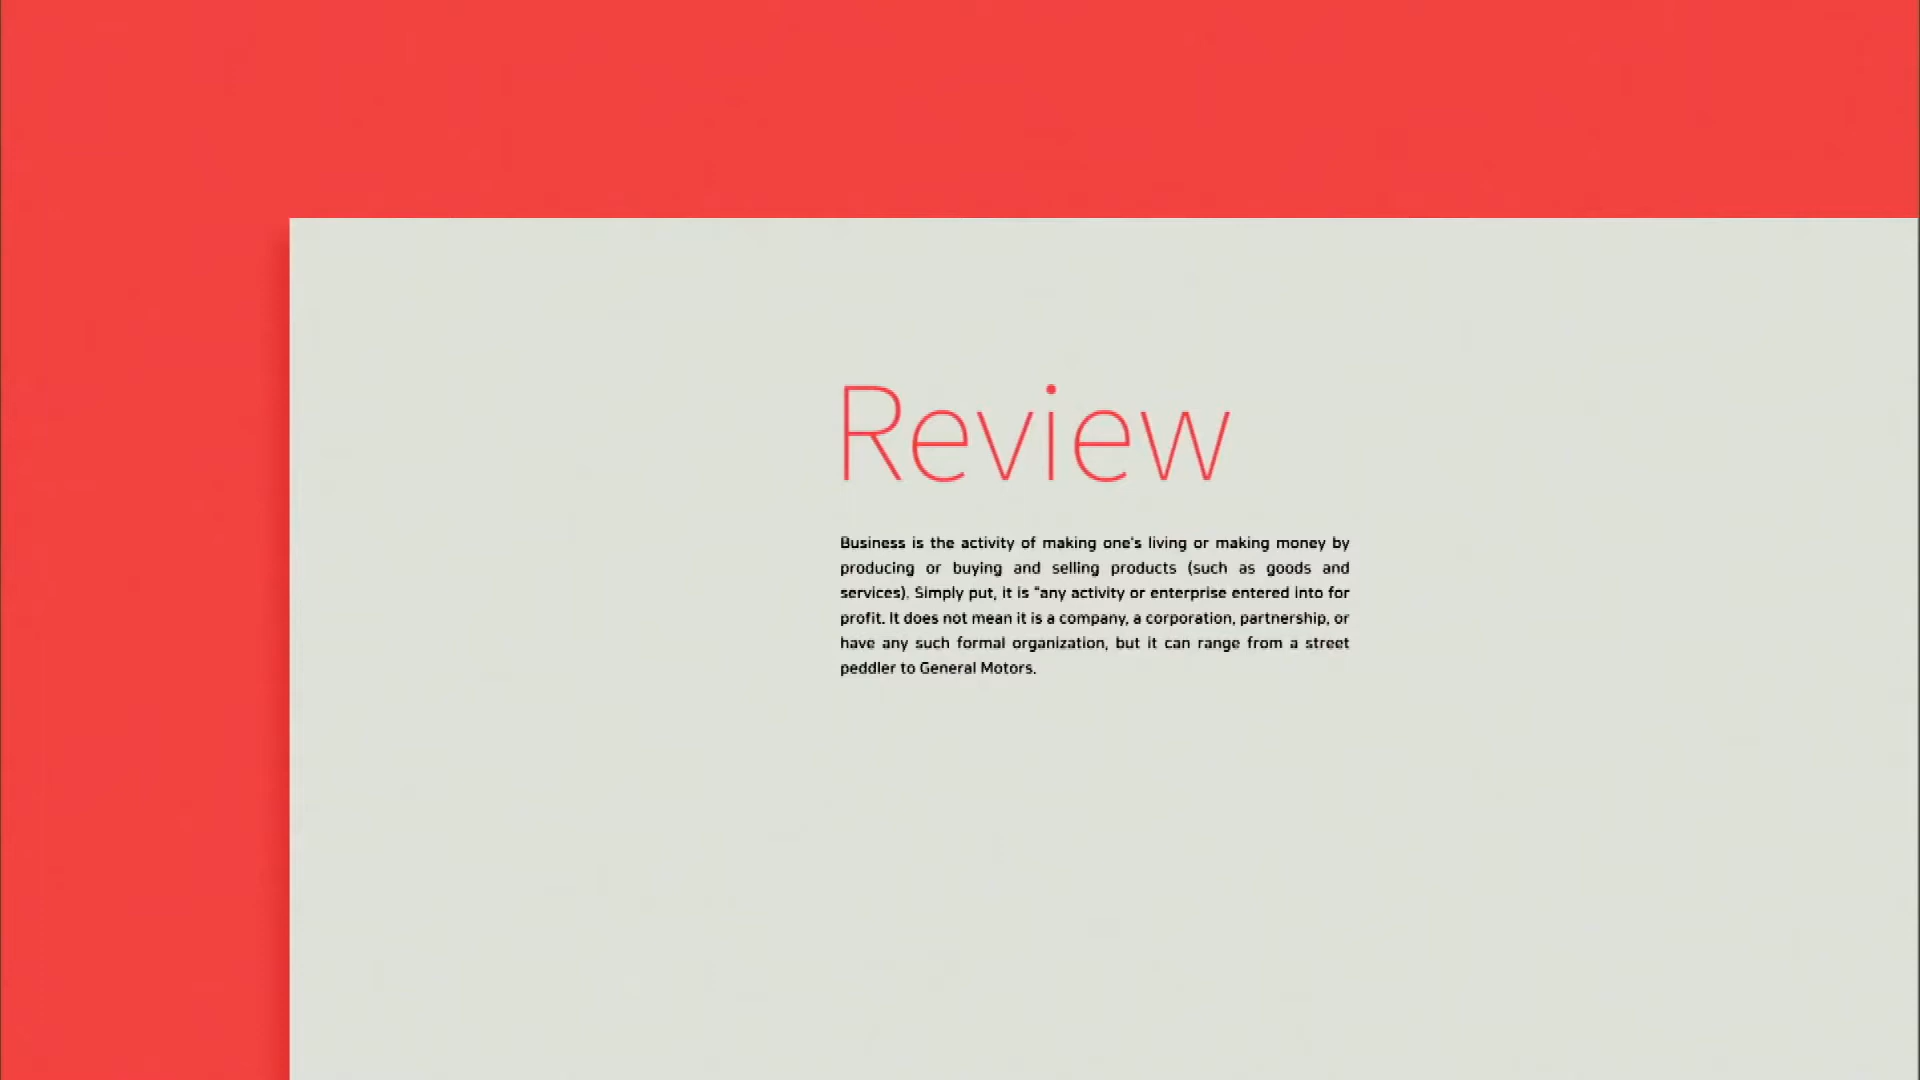 Review
Business is the activity of making one's living or making money by
producing or buying and selling products (such as goods and
services). Simply put, it is "any activity or enterprise entered into for
profit. It does not mean it is a company, a corporation, partnership, or
have any such formal organization, but it can range from a street
peddler to General Motors.